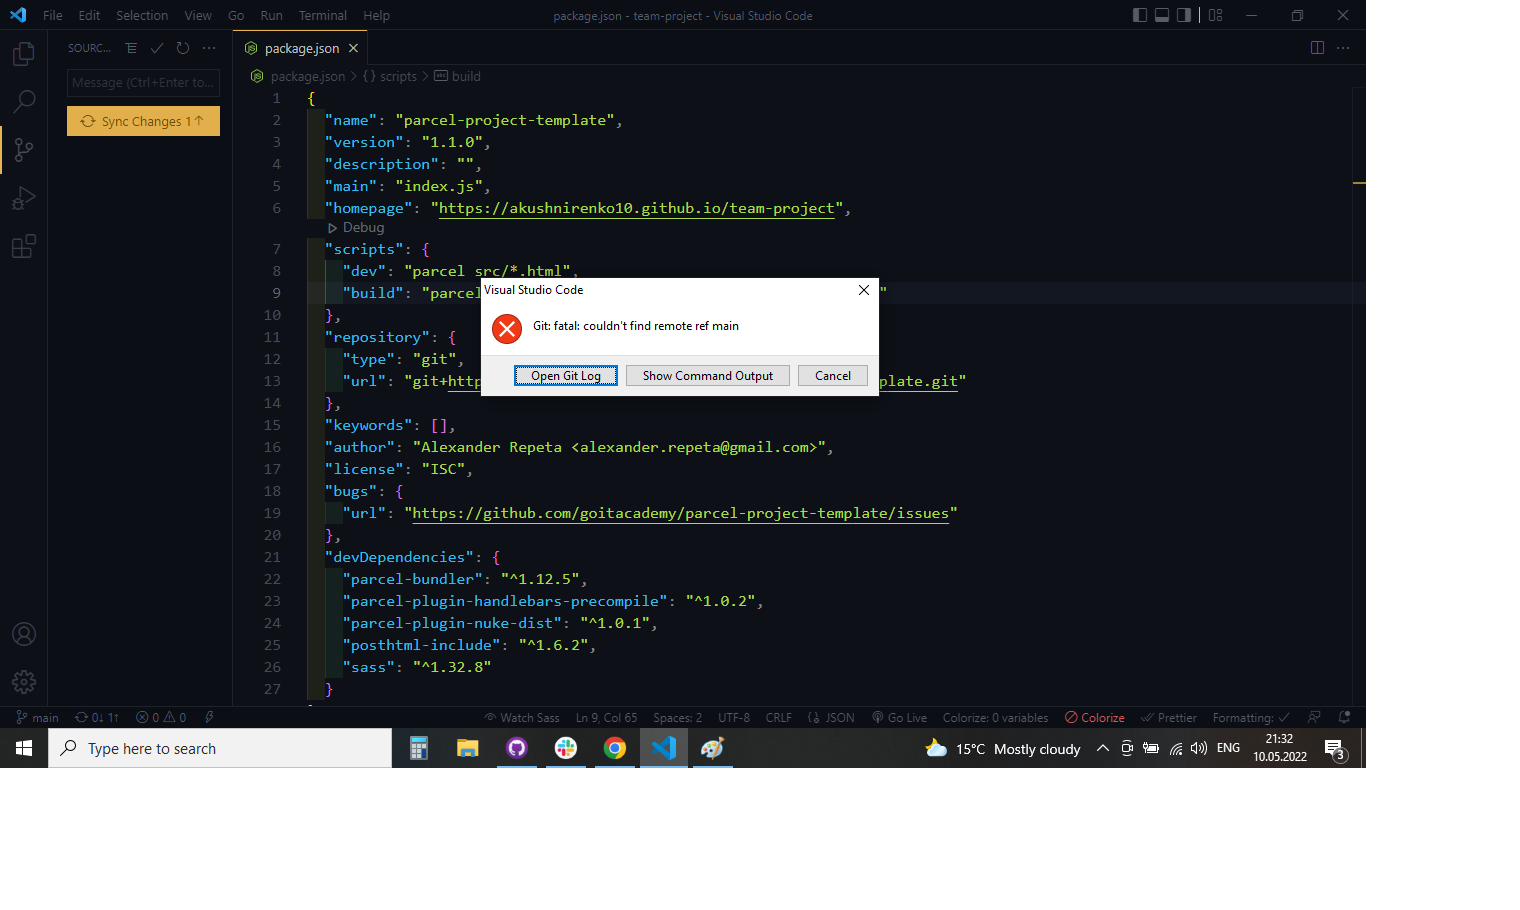 File Edit Selection View Go Run Terminal Help
package.json - team-project - Visual Studio Code
SOURC...
Message (Ctrl+Enter to...
Sync Changes 1↑
package.json
package.json > {} scripts > build
1 {
2 "name": "parcel-project-template",
3 "version": "1.1.0",
4 "description": "",
5 "main": "index.js",
6 "homepage": "https://akushnirenko10.github.io/team-project",
Debug
7 "scripts": {
8 "dev": "parcel src/*.html",
9 "build": "parcel "
10 },
11 "repository": {
12 "type": "git",
13 "url": "git+http plate.git"
14 },
15 "keywords": [],
16 "author": "Alexander Repeta <alexander.repeta@gmail.com>",
17 "license": "ISC",
18 "bugs": {
19 "url": "https://github.com/goitacademy/parcel-project-template/issues"
20 },
21 "devDependencies": {
22 "parcel-bundler": "^1.12.5",
23 "parcel-plugin-handlebars-precompile": "^1.0.2",
24 "parcel-plugin-nuke-dist": "^1.0.1",
25 "posthtml-include": "^1.6.2",
26 "sass": "^1.32.8"
27 }
Visual Studio Code
Git: fatal: couldn't find remote ref main
Open Git Log Show Command Output Cancel
main 0↓ 1↑ 0 0 Watch Sass Ln 9, Col 65 Spaces: 2 UTF-8 CRLF {} JSON Go Live Colorize: 0 variables Colorize Prettier Formatting: ✓
Type here to search
15°C Mostly cloudy ENG
21:32
10.05.2022
3